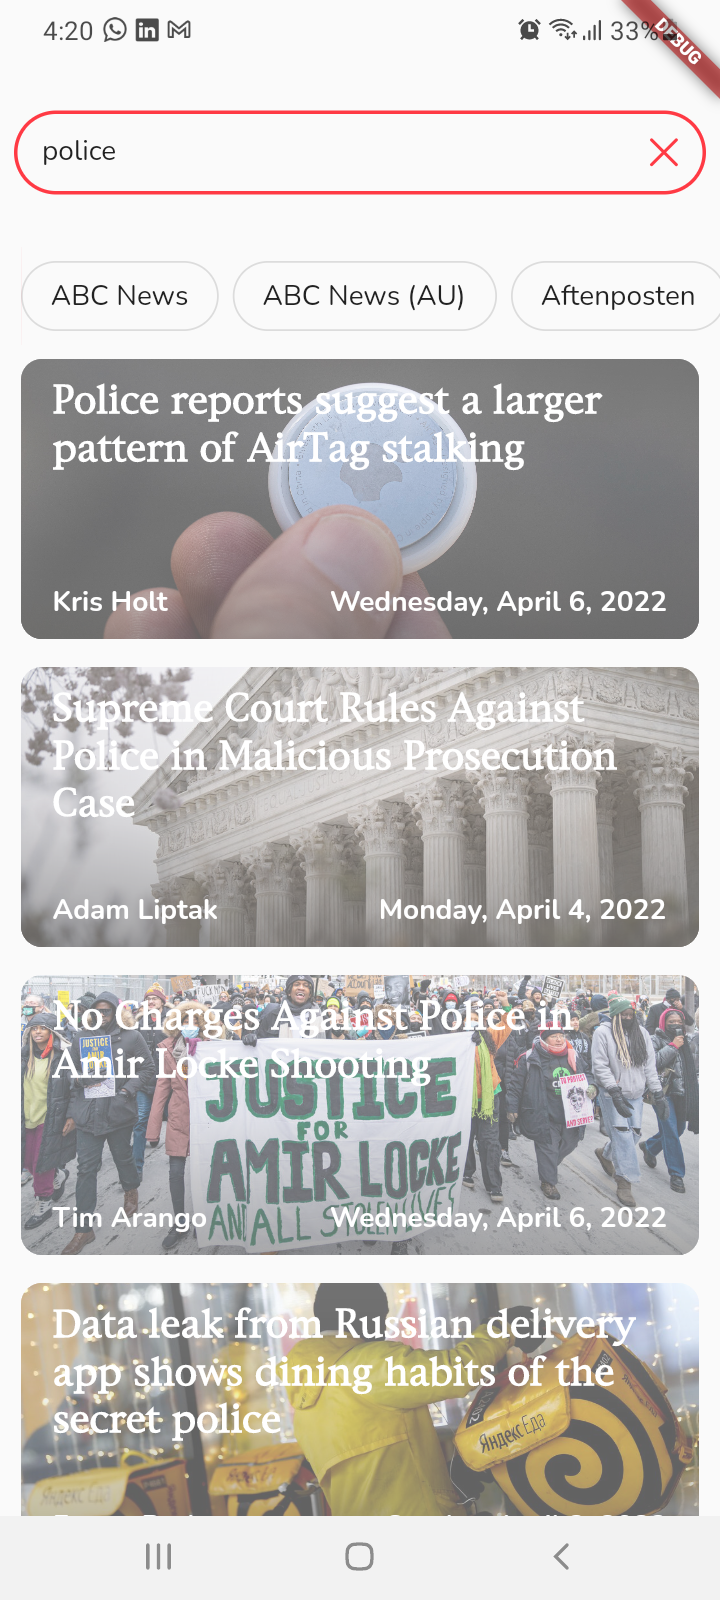 4:20
33%
DEBUG
police
ABC News
ABC News (AU)
Aftenposten
Police reports suggest a larger
pattern of AirTag stalking
Kris Holt
Wednesday, April 6, 2022
Supreme Court Rules Against
Police in Malicious Prosecution
Case
Adam Liptak
Monday, April 4, 2022
No Charges Against Police in
Amir Locke Shooting
JUSTICE
FOR
AMIR LOCKE
AND ALL STOLEN LIVES
Tim Arango
Wednesday, April 6, 2022
Data leak from Russian delivery
app shows dining habits of the
secret police
Яндекс Еда
Яндекс Еда